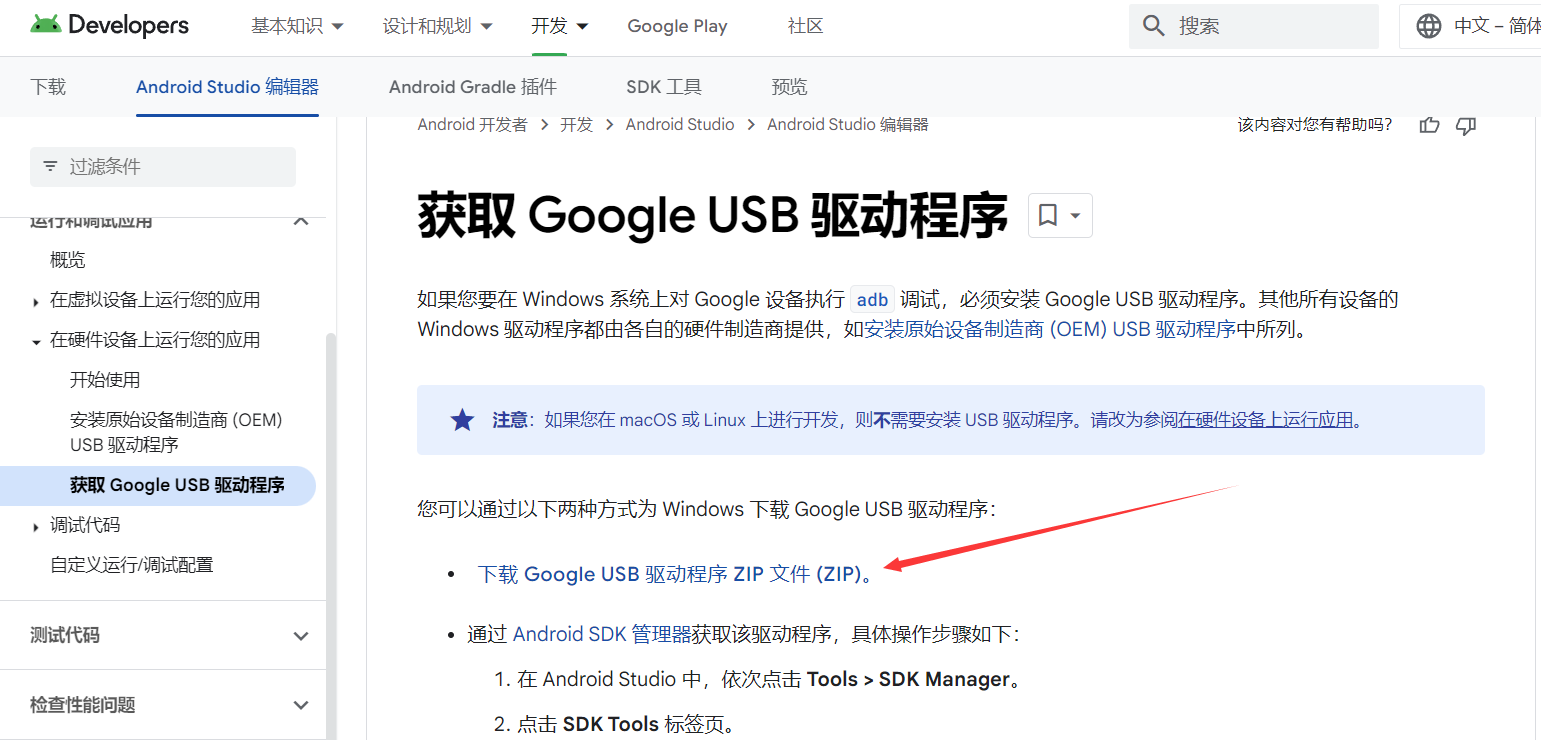 Developers
基本知识
设计和规划
开发
Google Play
社区
搜索
中文 – 简体
下载
Android Studio 编辑器
Android Gradle 插件
SDK 工具
预览
Android 开发者 > 开发 > Android Studio > Android Studio 编辑器
该内容对您有帮助吗?
过滤条件
运行和调试应用
概览
在虚拟设备上运行您的应用
在硬件设备上运行您的应用
开始使用
安装原始设备制造商 (OEM)
USB 驱动程序
获取 Google USB 驱动程序
调试代码
自定义运行/调试配置
测试代码
检查性能问题
获取 Google USB 驱动程序
如果您要在 Windows 系统上对 Google 设备执行 adb 调试，必须安装 Google USB 驱动程序。其他所有设备的
Windows 驱动程序都由各自的硬件制造商提供，如安装原始设备制造商 (OEM) USB 驱动程序中所列。
注意：如果您在 macOS 或 Linux 上进行开发，则不需要安装 USB 驱动程序。请改为参阅在硬件设备上运行应用。
您可以通过以下两种方式为 Windows 下载 Google USB 驱动程序：
• 下载 Google USB 驱动程序 ZIP 文件 (ZIP)。
• 通过 Android SDK 管理器获取该驱动程序，具体操作步骤如下：
1. 在 Android Studio 中，依次点击 Tools > SDK Manager。
2. 点击 SDK Tools 标签页。